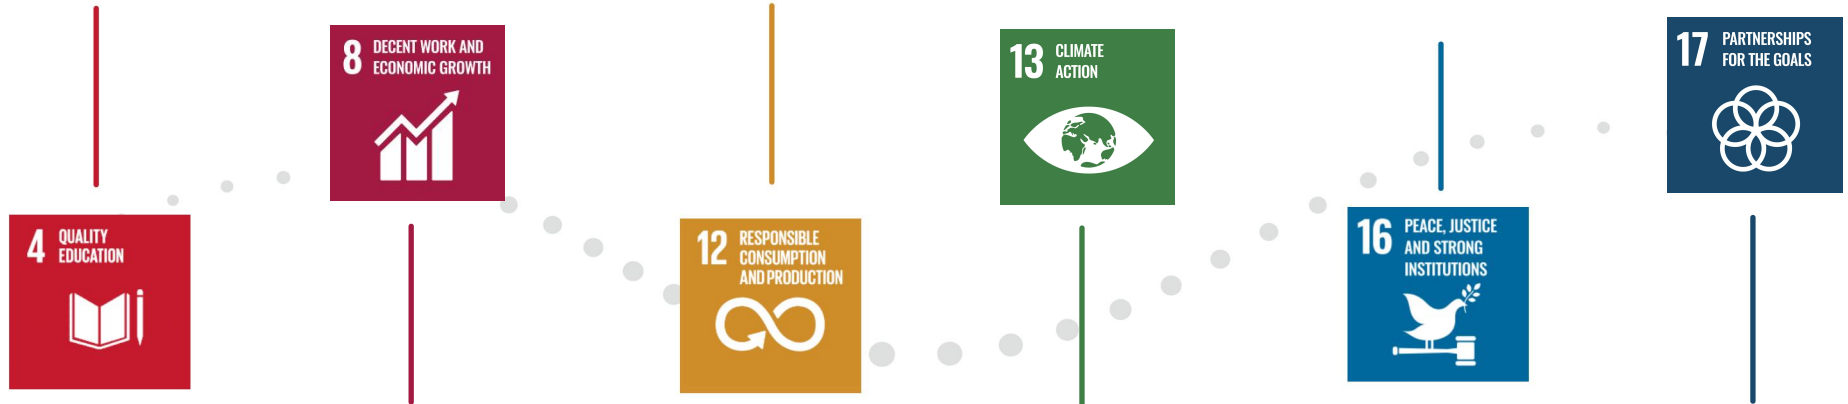 4 QUALITY
EDUCATION
8 DECENT WORK AND
ECONOMIC GROWTH
12 RESPONSIBLE
CONSUMPTION
AND PRODUCTION
13 CLIMATE
ACTION
16 PEACE, JUSTICE
AND STRONG
INSTITUTIONS
17 PARTNERSHIPS
FOR THE GOALS